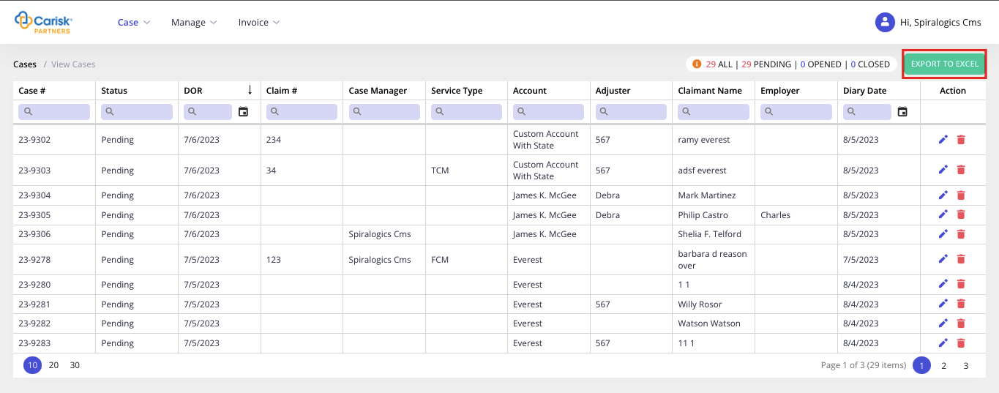 Carisk
PARTNERS
Case Manage Invoice
Hi, Spiralogics Cms
Cases / View Cases
29 ALL | 29 PENDING | 0 OPENED | 0 CLOSED
EXPORT TO EXCEL
Case # Status DOR Claim # Case Manager Service Type Account Adjuster Claimant Name Employer Diary Date Action
23-9302 Pending 7/6/2023 234 Custom Account With State 567 ramy everest 8/5/2023
23-9303 Pending 7/6/2023 34 TCM Custom Account With State 567 adsf everest 8/5/2023
23-9304 Pending 7/6/2023 James K. McGee Debra Mark Martinez 8/5/2023
23-9305 Pending 7/6/2023 James K. McGee Debra Philip Castro Charles 8/5/2023
23-9306 Pending 7/6/2023 Spiralogics Cms James K. McGee Shelia F. Telford 8/5/2023
23-9278 Pending 7/5/2023 123 Spiralogics Cms FCM Everest barbara d reason over 7/5/2023
23-9280 Pending 7/5/2023 Everest 1 1 8/4/2023
23-9281 Pending 7/5/2023 Everest 567 Willy Rosor 8/4/2023
23-9282 Pending 7/5/2023 Everest Watson Watson 8/4/2023
23-9283 Pending 7/5/2023 Everest 567 11 1 8/4/2023
10 20 30
Page 1 of 3 (29 items) 1 2 3